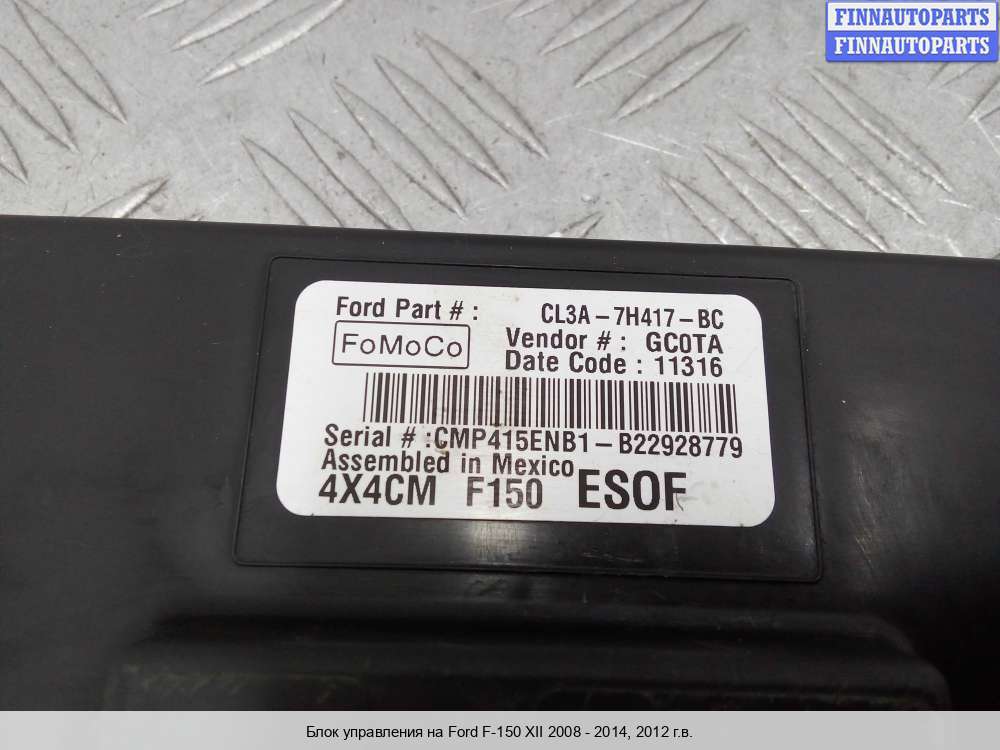 FINNAUTOPARTS
FINNAUTOPARTS
Ford Part # : CL3A-7H417-BC
FoMoCo
Vendor # : GC0TA
Date Code : 11316
Serial # :CMP415ENB1-B22928779
Assembled in Mexico
4X4CM F150 ESOF
Блок управления на Ford F-150 XII 2008 - 2014, 2012 г.в.